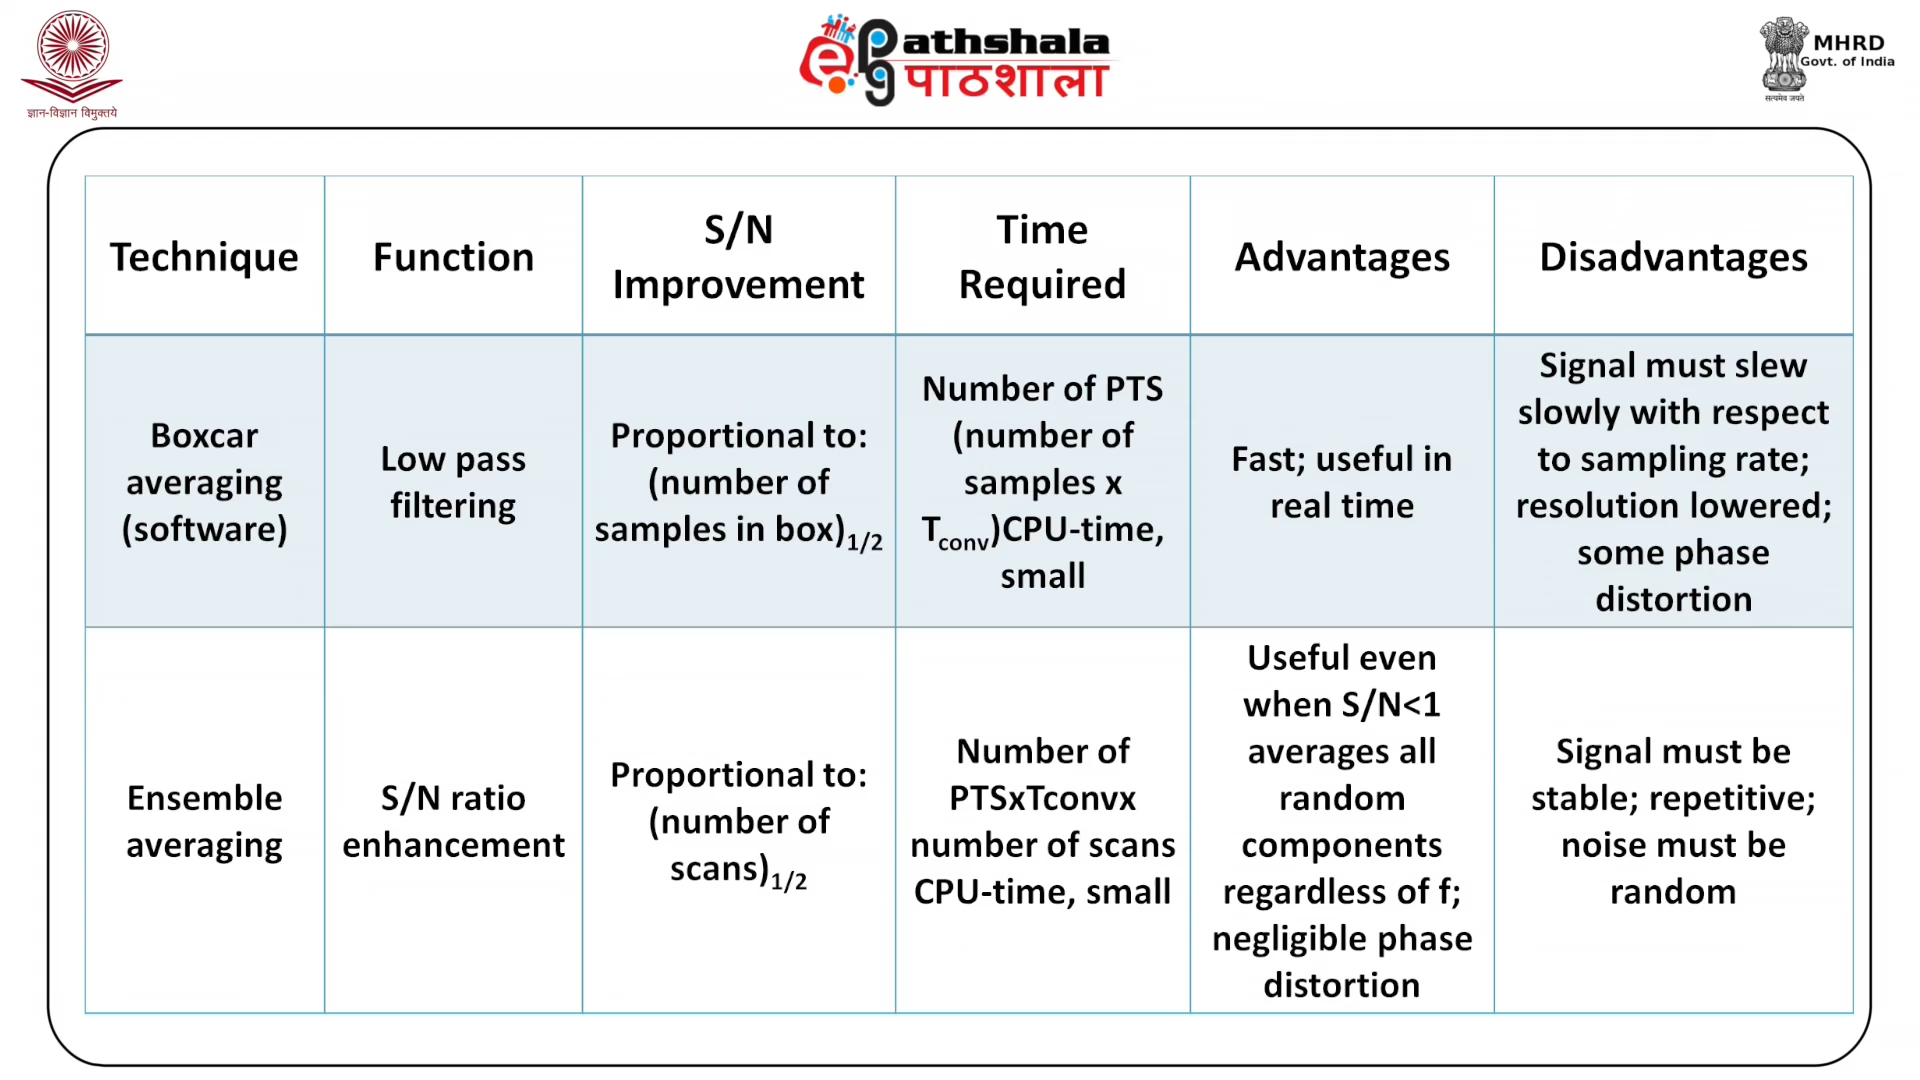 ज्ञान-विज्ञान विमुक्तये
ePG athshala
पाठशाला
MHRD
Govt. of India
सत्यमेव जयते
Technique
Function
S/N
Improvement
Time
Required
Advantages
Disadvantages
Boxcar
averaging
(software)
Low pass
filtering
Proportional to:
(number of
samples in box)1/2
Number of PTS
(number of
samples x
Tconv)CPU-time,
small
Fast; useful in
real time
Signal must slew
slowly with respect
to sampling rate;
resolution lowered;
some phase
distortion
Ensemble
averaging
S/N ratio
enhancement
Proportional to:
(number of
scans)1/2
Number of
PTSxTconvx
number of scans
CPU-time, small
Useful even
when S/N<1
averages all
random
components
regardless of f;
negligible phase
distortion
Signal must be
stable; repetitive;
noise must be
random